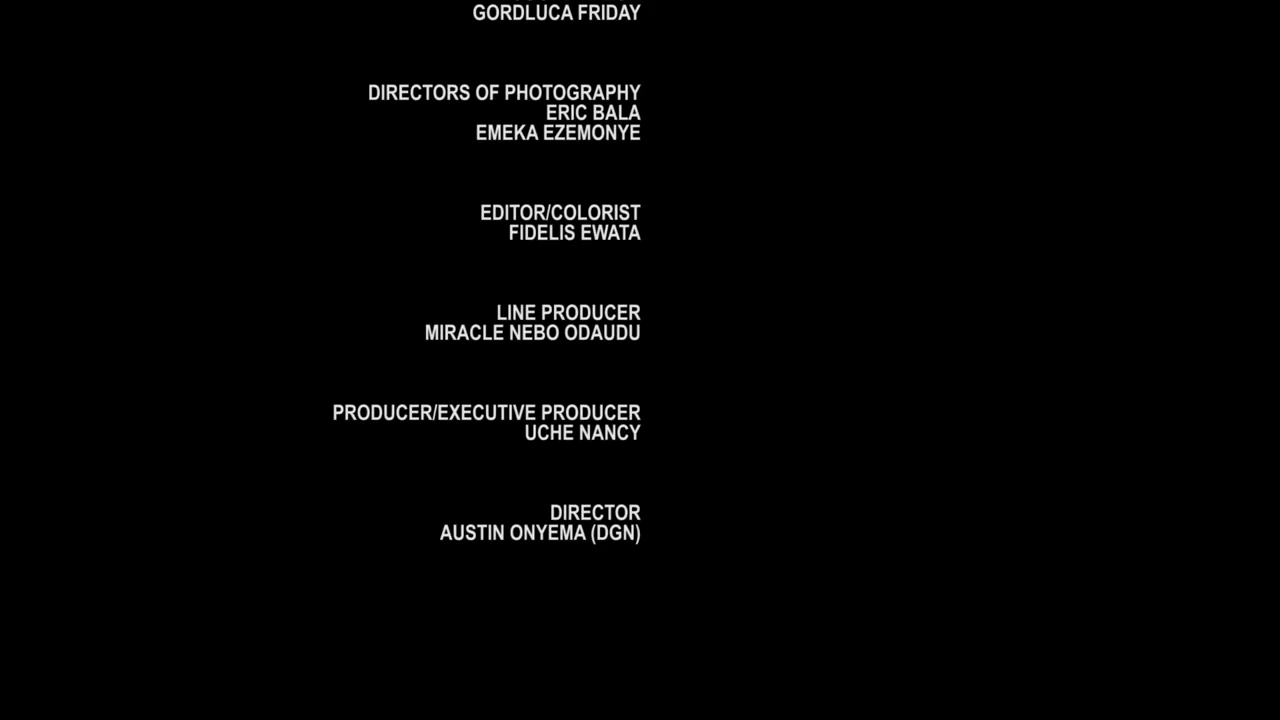 GORDLUCA FRIDAY
DIRECTORS OF PHOTOGRAPHY
ERIC BALA
EMEKA EZEMONYE
EDITOR/COLORIST
FIDELIS EWATA
LINE PRODUCER
MIRACLE NEBO ODAUDU
PRODUCER/EXECUTIVE PRODUCER
UCHE NANCY
DIRECTOR
AUSTIN ONYEMA (DGN)